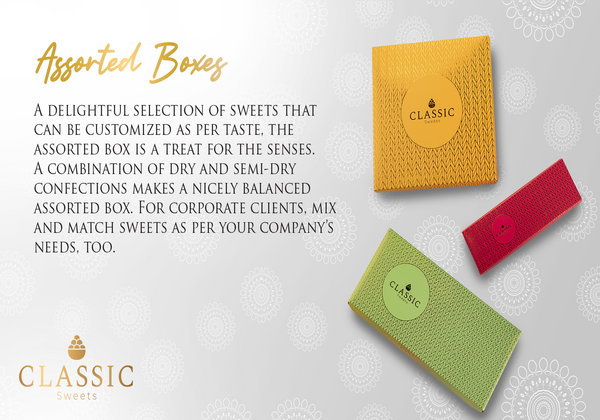 Assorted Boxes
A DELIGHTFUL SELECTION OF SWEETS THAT
CAN BE CUSTOMIZED AS PER TASTE, THE
ASSORTED BOX IS A TREAT FOR THE SENSES.
A COMBINATION OF DRY AND SEMI-DRY
CONFECTIONS MAKES A NICELY BALANCED
ASSORTED BOX. FOR CORPORATE CLIENTS, MIX
AND MATCH SWEETS AS PER YOUR COMPANY'S
NEEDS, TOO.
CLASSIC
Sweets
CLASSIC
Sweets
CLASSIC
Sweets